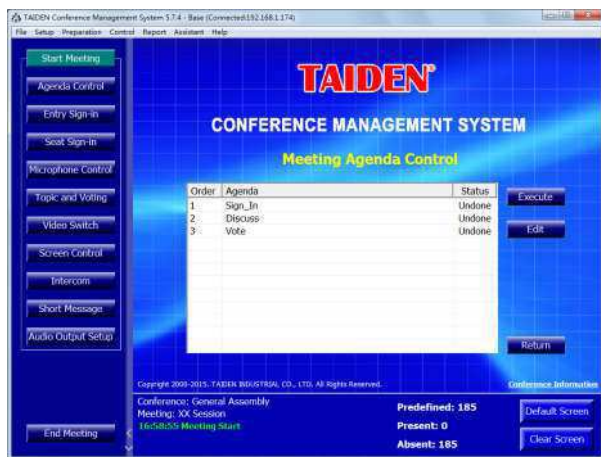 TAIDEN Conference Management System 5.7.4 - Base (Connected:192.168.1.174)
File Setup Preparation Control Report Assistant Help
Start Meeting
Agenda Control
Entry Sign-in
Seat Sign-in
Microphone Control
Topic and Voting
Video Switch
Screen Control
Intercom
Short Message
Audio Output Setup
End Meeting
TAIDEN®
CONFERENCE MANAGEMENT SYSTEM
Meeting Agenda Control
Order Agenda Status
1 Sign_In Undone
2 Discuss Undone
3 Vote Undone
Execute
Edit
Return
Copyright 2000-2015. TAIDEN INDUSTRIAL CO., LTD. All Rights Reserved.
Conference Information
Conference: General Assembly
Meeting: XX Session
16:58:55 Meeting Start
Predefined: 185
Present: 0
Absent: 185
Default Screen
Clear Screen